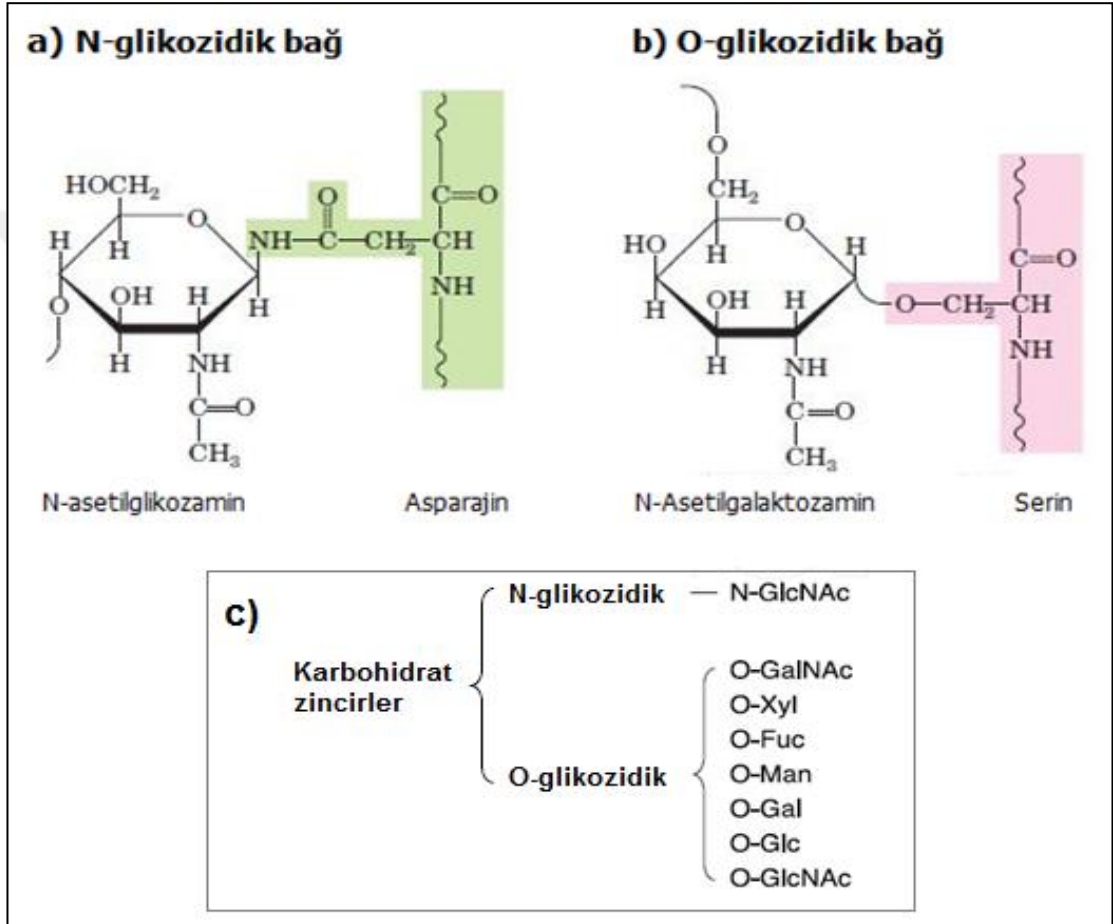 a) N-glikozidik bağ
HOCH₂
O
O
H
H
NH—C—CH₂—CH
C=O
NH
OH
H
H
O
H
NH
C=O
CH₃
N-asetilglikozamin
Asparajin
b) O-glikozidik bağ
O
CH₂
HO
O
H
H
C=O
OH
H
O—CH₂—CH
H
H
NH
NH
C=O
CH₃
N-Asetilgalaktozamin
Serin
c)
Karbohidrat
zincirler
N-glikozidik — N-GlcNAc
O-glikozidik
O-GalNAc
O-Xyl
O-Fuc
O-Man
O-Gal
O-Glc
O-GlcNAc